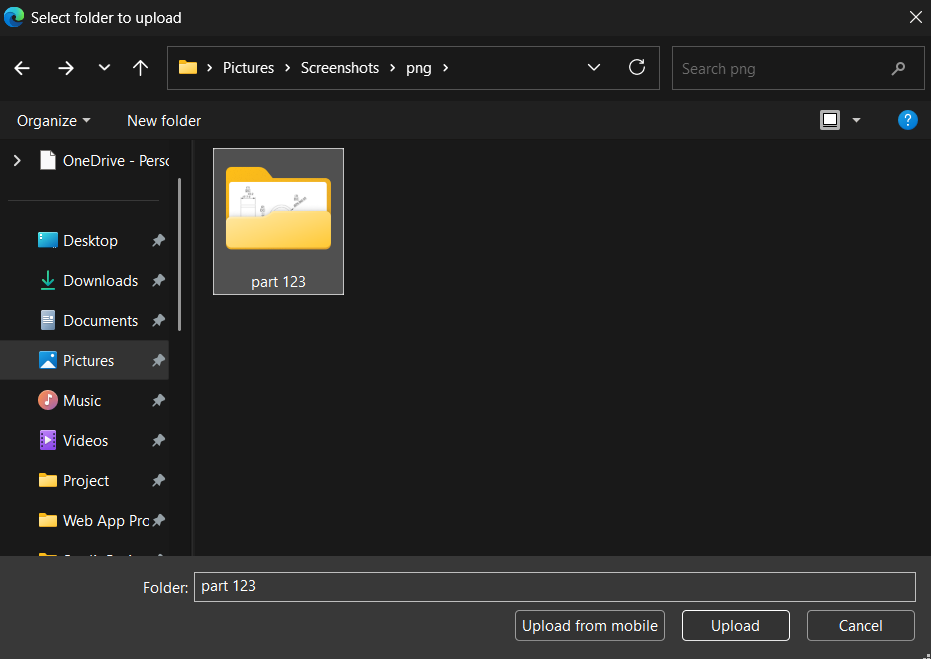 Select folder to upload
Pictures Screenshots png
Search png
Organize New folder
OneDrive - Perso
Desktop
Downloads
Documents
Pictures
Music
Videos
Project
Web App Pro
part 123
Folder: part 123
Upload from mobile Upload Cancel